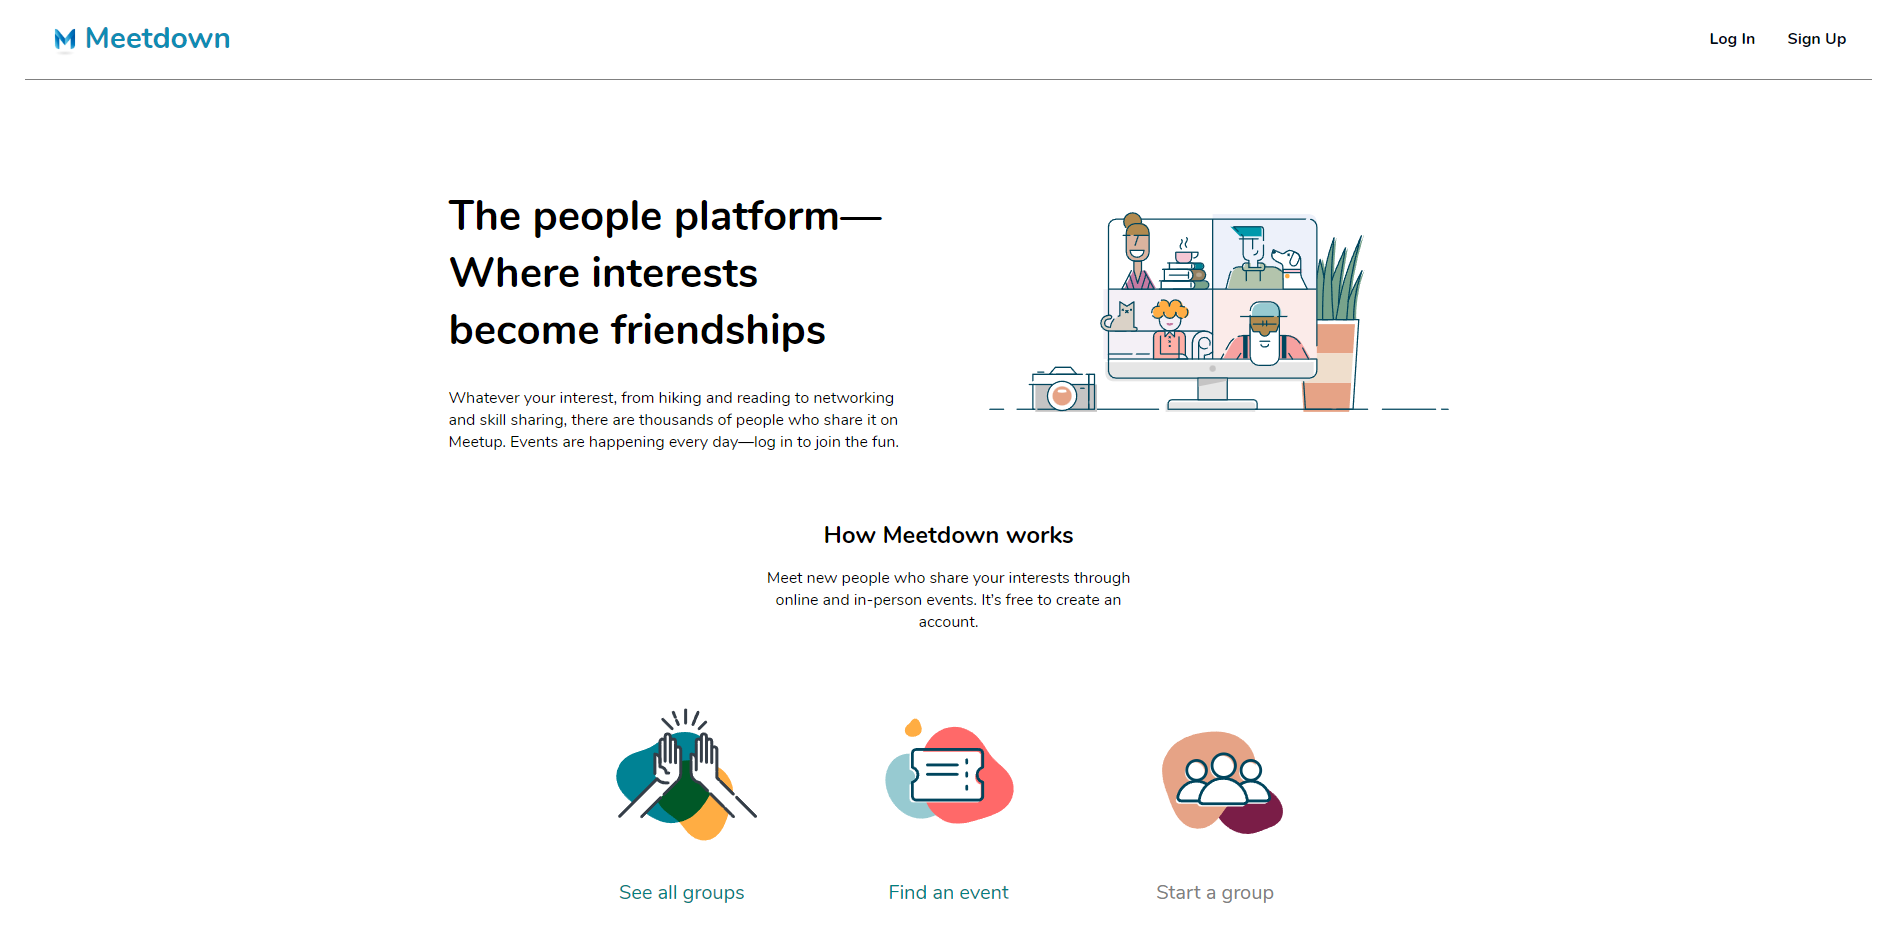 Meetdown
Log In
Sign Up
The people platform—
Where interests
become friendships
Whatever your interest, from hiking and reading to networking
and skill sharing, there are thousands of people who share it on
Meetup. Events are happening every day—log in to join the fun.
How Meetdown works
Meet new people who share your interests through
online and in-person events. It's free to create an
account.
See all groups
Find an event
Start a group